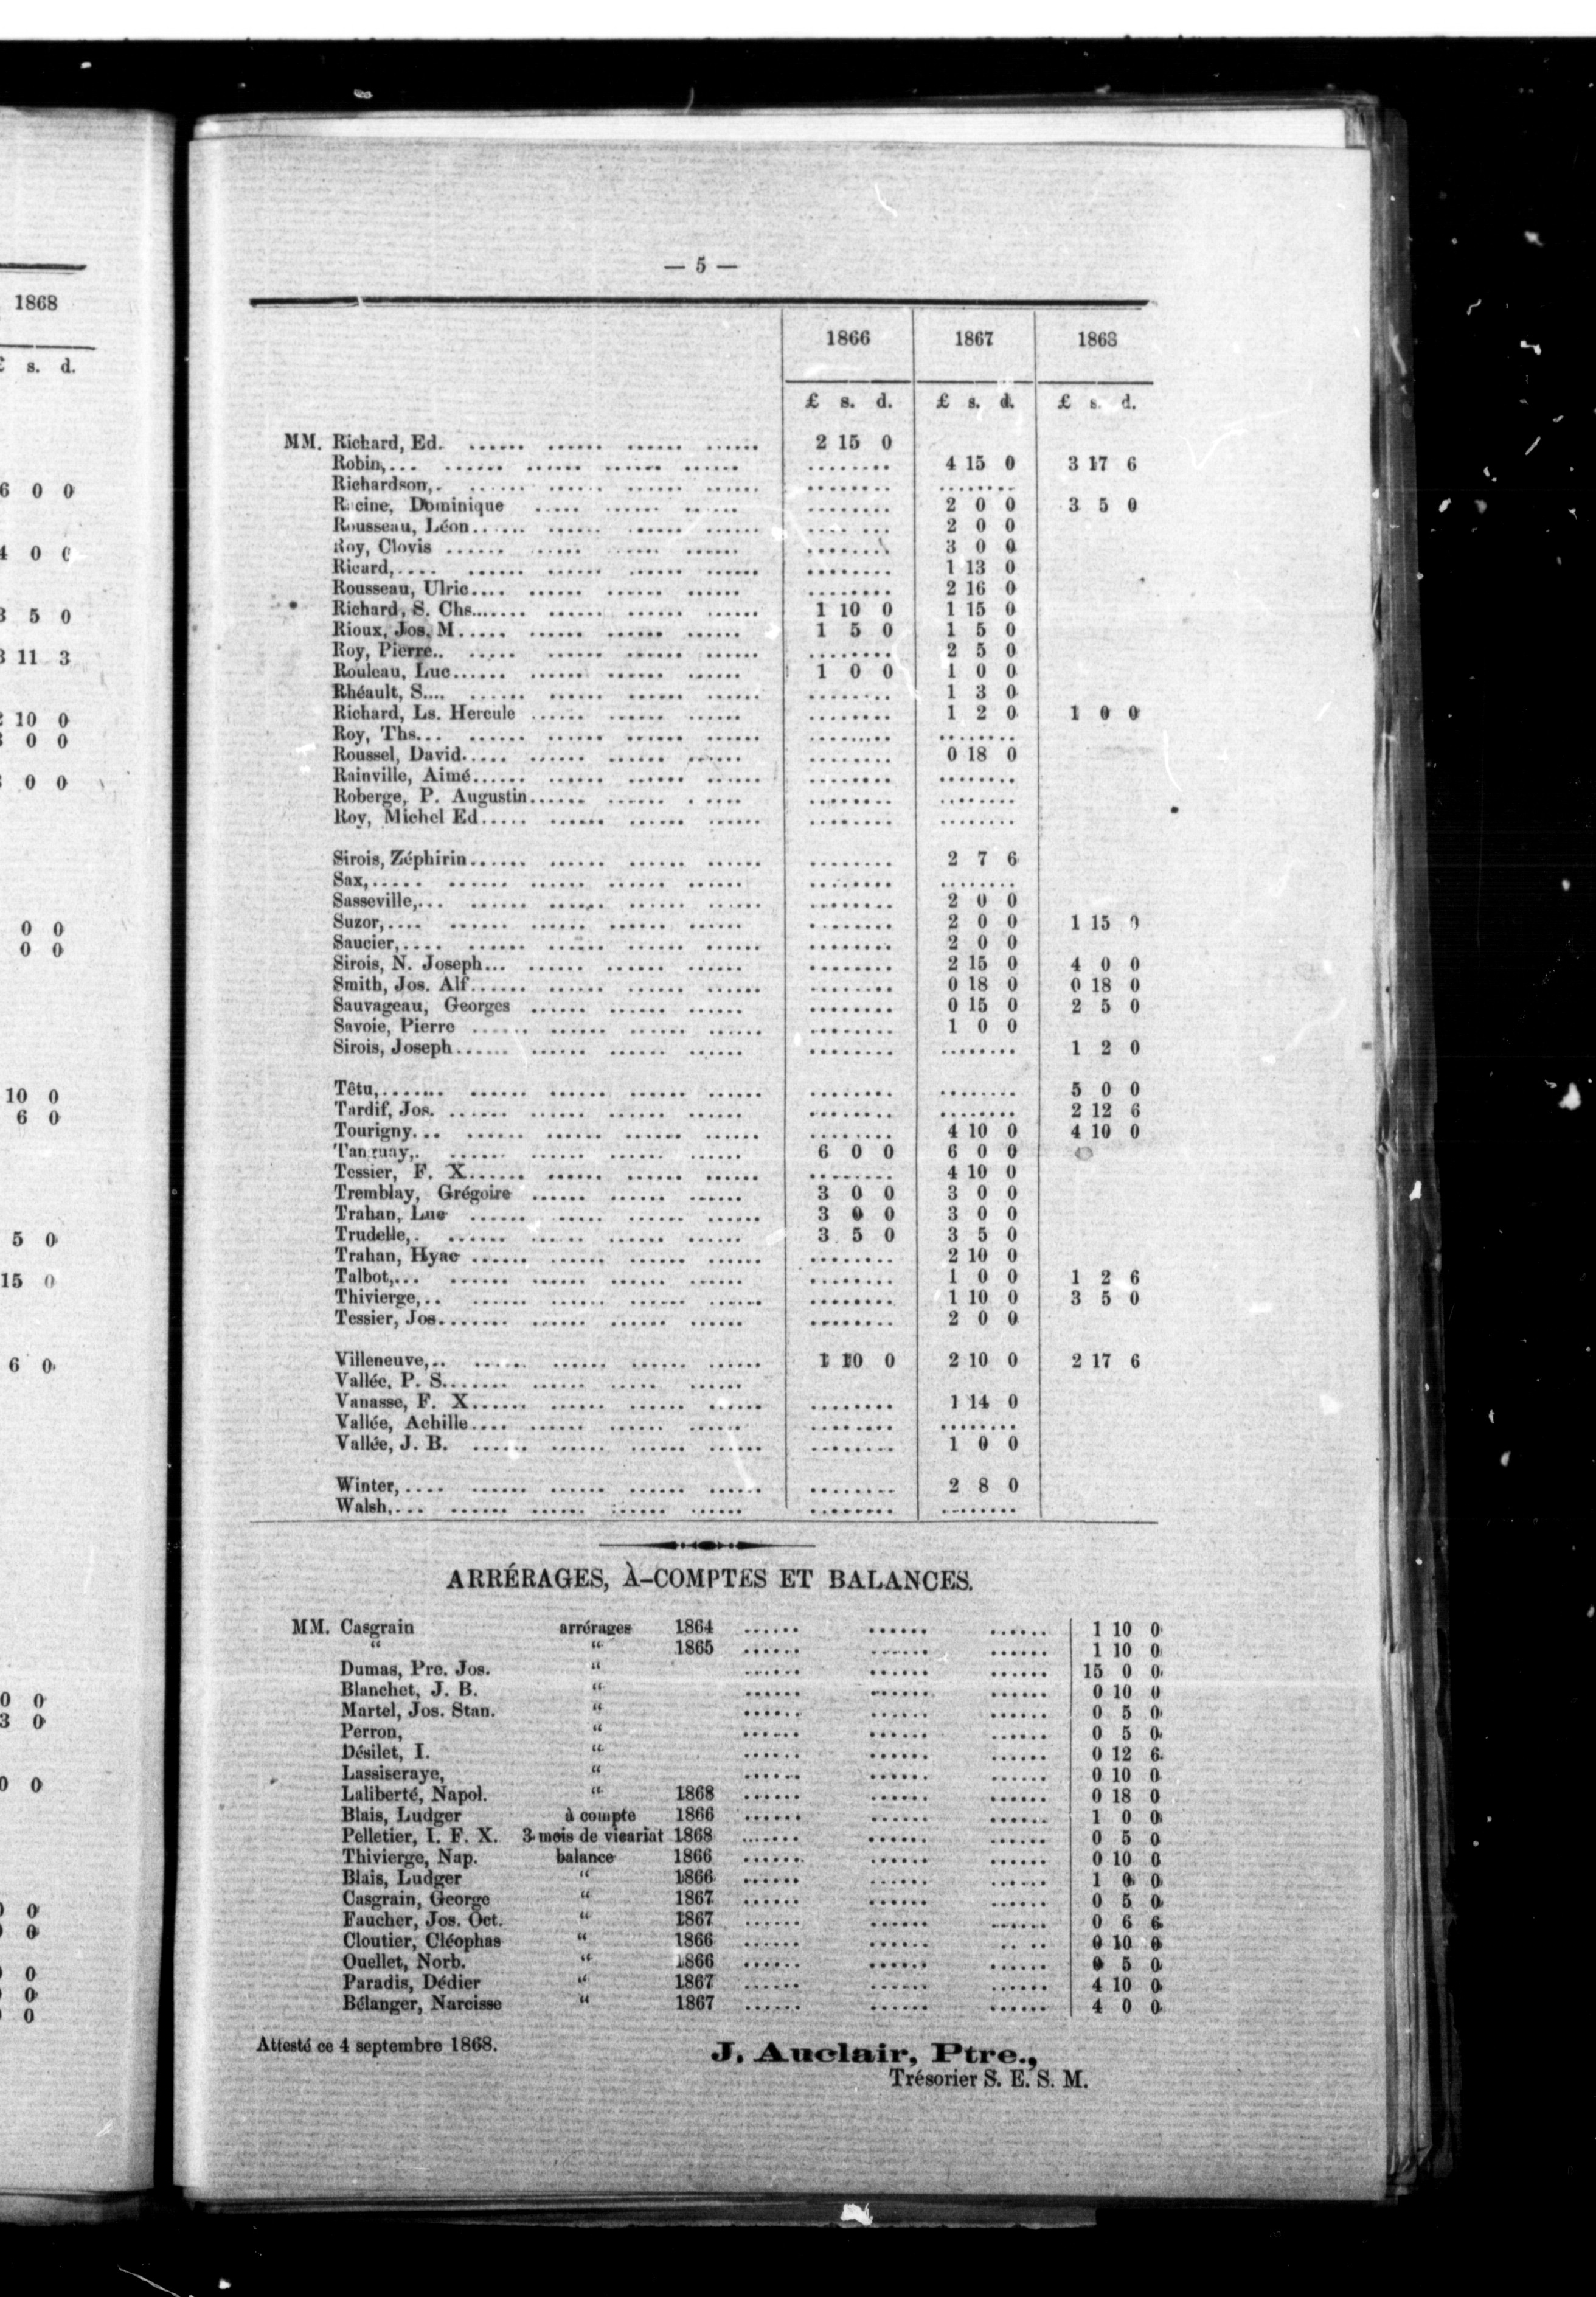 — 5 —
1866 1867 1868
£ s. d. £ s. d. £ s. d.
MM. Richard, Ed. ...... ...... ...... ...... 2 15 0
Robin,... ...... ...... ...... ...... ........ 4 15 0 3 17 6
Richardson,. ...... ...... ...... ...... ........ ........
Racine, Dominique ..... ...... ...... ........ 2 0 0 3 5 0
Rousseau, Léon...... ...... ...... ...... ........ 2 0 0
Roy, Clovis ...... ...... ...... ...... ........ 3 0 0
Ricard,.... ...... ...... ...... ...... ........ 1 13 0
Rousseau, Ulric.... ...... ...... ...... ........ 2 16 0
Richard, S. Chs....... ...... ...... ...... 1 10 0 1 15 0
Rioux, Jos. M..... ...... ...... ...... 1 5 0 1 5 0
Roy, Pierre.. ..... ...... ...... ...... ........ 2 5 0
Rouleau, Luc...... ...... ...... ...... 1 0 0 1 0 0
Rhéault, S.... ...... ...... ...... ...... ........ 1 3 0
Richard, Ls. Hercule ...... ...... ...... ........ 1 2 0 1 0 0
Roy, Ths... ...... ...... ...... ...... ........ ........
Roussel, David..... ...... ...... ...... ........ 0 18 0
Rainville, Aimé...... ...... ...... ...... ........ ........
Roberge, P. Augustin...... ...... . .... ........ ........
Roy, Michel Ed..... ...... ...... ...... ........ ........
Sirois, Zéphirin...... ...... ...... ...... ........ 2 7 6
Sax,..... ...... ...... ...... ...... ........ ........
Sasseville,... ...... ...... ...... ...... ........ 2 0 0
Suzor,.... ...... ...... ...... ...... ........ 2 0 0 1 15 0
Saucier,.... ...... ...... ...... ...... ........ 2 0 0
Sirois, N. Joseph... ...... ...... ...... ........ 2 15 0 4 0 0
Smith, Jos. Alf...... ...... ...... ...... ........ 0 18 0 0 18 0
Sauvageau, Georges ...... ...... ...... ........ 0 15 0 2 5 0
Savoie, Pierre ...... ...... ...... ...... ........ 1 0 0
Sirois, Joseph...... ...... ...... ...... ........ ........ 1 2 0
Têtu,....... ...... ...... ...... ...... ........ ........ 5 0 0
Tardif, Jos. ...... ...... ...... ...... ........ ........ 2 12 6
Tourigny... ...... ...... ...... ...... ........ 4 10 0 4 10 0
Tanguay,. ...... ...... ...... ...... 6 0 0 6 0 0
Tessier, F. X...... ...... ...... ...... ........ 4 10 0
Tremblay, Grégoire ...... ...... ...... 3 0 0 3 0 0
Trahan, Luc ...... ..... ...... ...... 3 0 0 3 0 0
Trudelle,. ...... ...... ...... ...... 3 5 0 3 5 0
Trahan, Hyac ...... ...... ...... ...... ........ 2 10 0
Talbot,... ...... ...... ...... ...... ........ 1 0 0 1 2 6
Thivierge,.. ...... ...... ...... ...... ........ 1 10 0 3 5 0
Tessier, Jos....... ...... ...... ...... ........ 2 0 0
Villeneuve,.. ...... ...... ...... ...... 1 10 0 2 10 0 2 17 6
Vallée, P. S....... ...... ..... ......
Vanasse, F. X...... ...... ...... ...... ........ 1 14 0
Vallée, Achille.... ...... ...... ...... ........ ........
Vallée, J. B. ...... ...... ...... ...... ........ 1 0 0
Winter,.... ...... ...... ...... ...... ........ 2 8 0
Walsh,... ...... ...... ...... ...... ........ ........
ARRÉRAGES, À-COMPTES ET BALANCES.
MM. Casgrain arrérages 1864 ...... ...... ...... 1 10 0
“ “ 1865 ...... ...... ...... 1 10 0
Dumas, Pre. Jos. “ ...... ...... ...... 15 0 0
Blanchet, J. B. “ ...... ...... ...... 0 10 0
Martel, Jos. Stan. “ ...... ...... ...... 0 5 0
Perron, “ ...... ...... ...... 0 5 0
Désilet, I. “ ...... ...... ...... 0 12 6
Lassiseraye, “ ...... ...... ...... 0 10 0
Laliberté, Napol. “ 1868 ...... ...... ...... 0 18 0
Blais, Ludger à compte 1866 ...... ...... ...... 1 0 0
Pelletier, I. F. X. 3 mois de vicariat 1868 ...... ...... ...... 0 5 0
Thivierge, Nap. balance 1866 ...... ...... ...... 0 10 0
Blais, Ludger “ 1866 ...... ...... ...... 1 0 0
Casgrain, George “ 1867 ...... ...... ...... 0 5 0
Faucher, Jos. Oct. “ 1867 ...... ...... ...... 0 6 6
Cloutier, Cléophas “ 1866 ...... ...... .. .. 0 10 0
Ouellet, Norb. “ 1866 ...... ...... ...... 0 5 0
Paradis, Dédier “ 1867 ...... ...... ...... 4 10 0
Bélanger, Narcisse “ 1867 ...... ...... ...... 4 0 0
Attesté ce 4 septembre 1868.
J. Auclair, Ptre.,
Trésorier S. E. S. M.